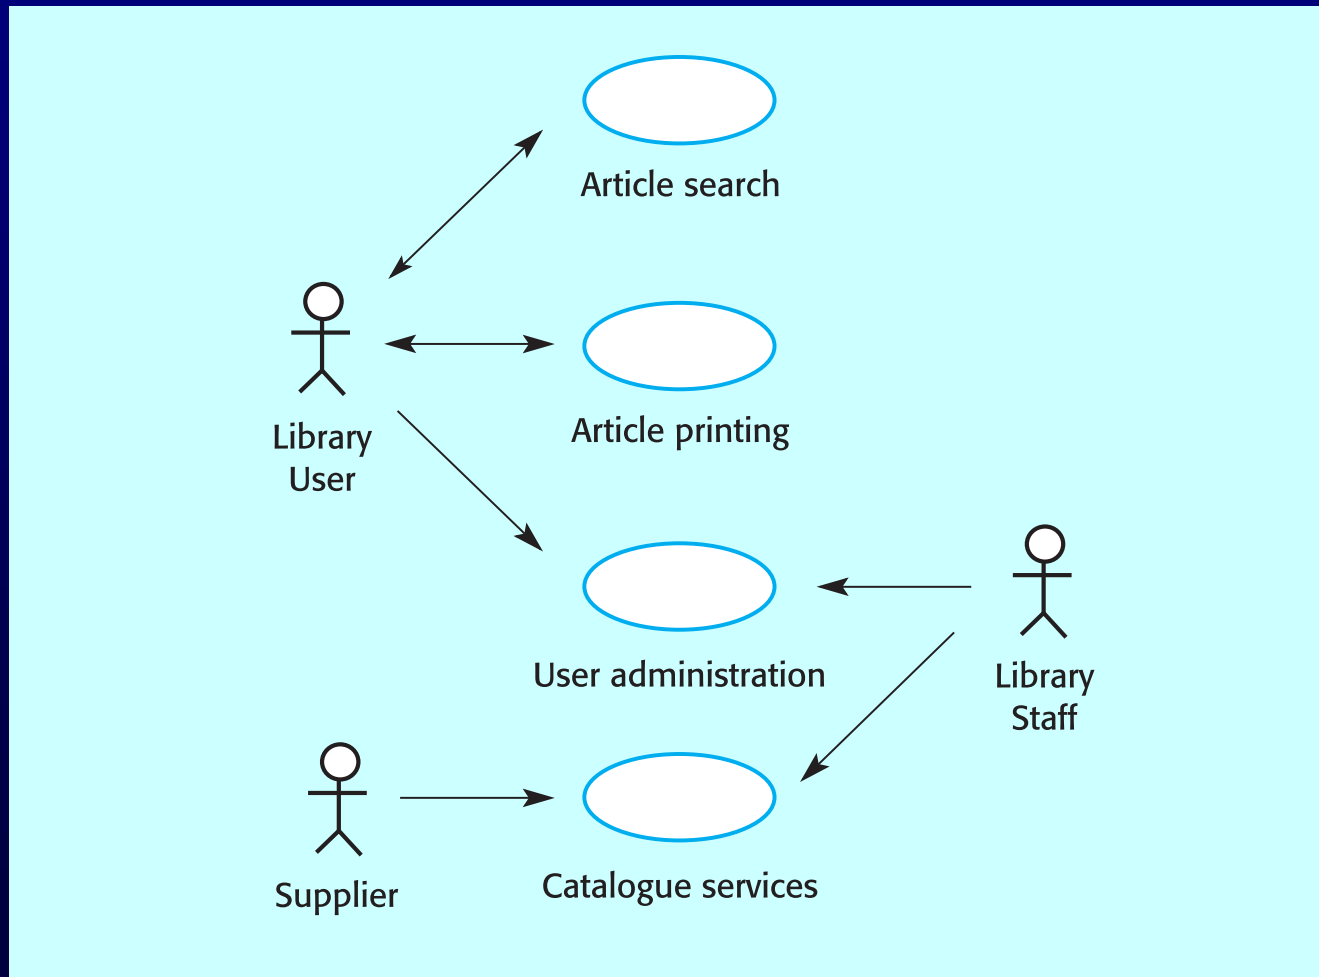 Article search
Article printing
Library
User
User administration
Library
Staff
Catalogue services
Supplier